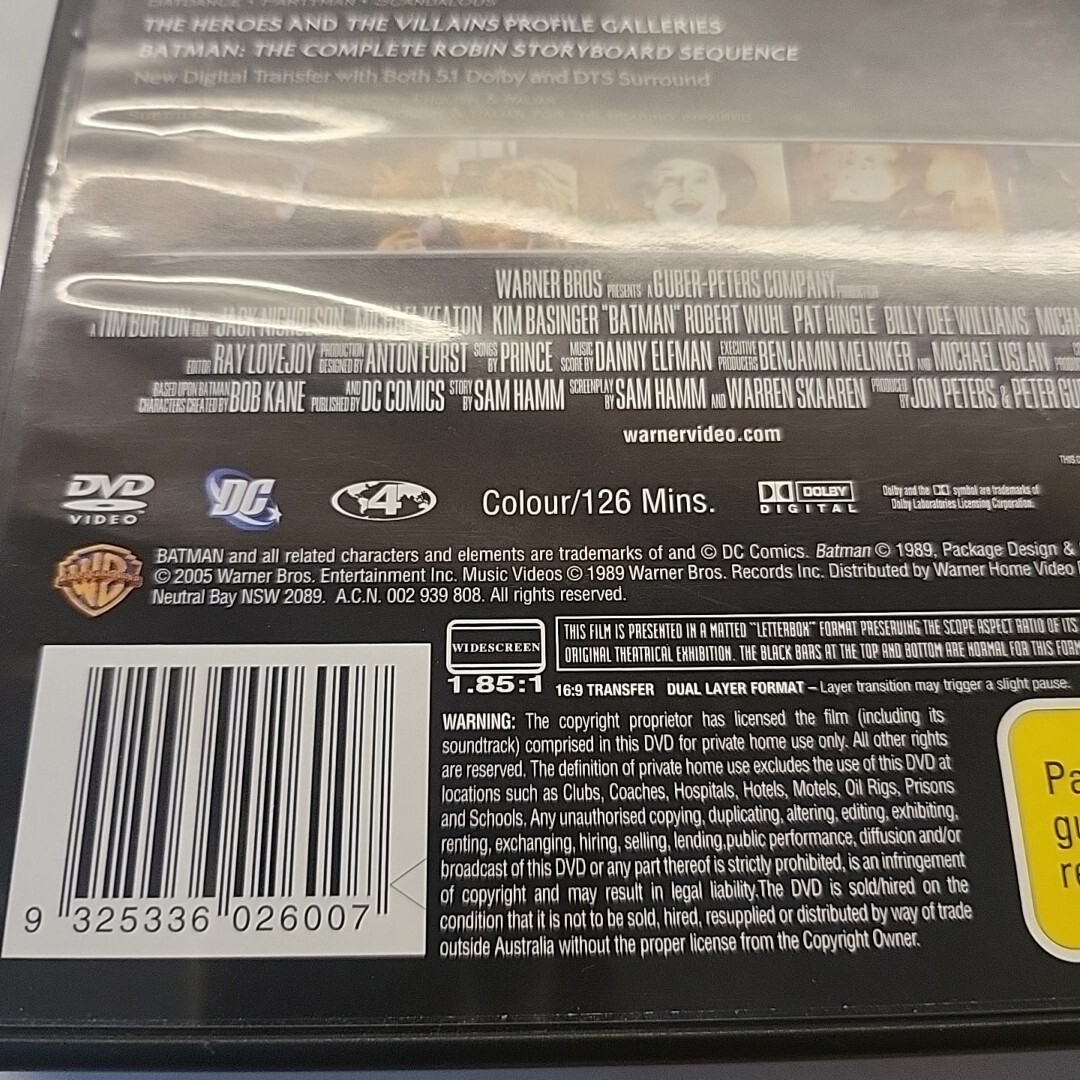 BATDANCE • PARTYMAN • SCANDALOUS
THE HEROES AND THE VILLAINS PROFILE GALLERIES
BATMAN: THE COMPLETE ROBIN STORYBOARD SEQUENCE
New Digital Transfer with Both 5.1 Dolby and DTS Surround
ENGLISH & ITALIAN
WARNER BROS PRESENTS A GUBER-PETERS COMPANY PRODUCTION
A TIM BURTON FILM JACK NICHOLSON MICHAEL KEATON KIM BASINGER "BATMAN" ROBERT WUHL PAT HINGLE BILLY DEE WILLIAMS MICHA
EDITOR RAY LOVEJOY PRODUCTION DESIGNED BY ANTON FURST SONGS BY PRINCE MUSIC SCORE BY DANNY ELFMAN EXECUTIVE PRODUCERS BENJAMIN MELNIKER AND MICHAEL USLAN
BASED UPON BATMAN CHARACTERS CREATED BY BOB KANE AND PUBLISHED BY DC COMICS STORY BY SAM HAMM SCREENPLAY BY SAM HAMM AND WARREN SKAAREN PRODUCED BY JON PETERS & PETER GU
warnervideo.com
THIS
DVD VIDEO
DC
4
Colour/126 Mins.
DOLBY DIGITAL
Dolby and the symbol are trademarks of
Dolby Laboratories Licensing Corporation.
WB
BATMAN and all related characters and elements are trademarks of and © DC Comics. Batman © 1989, Package Design &
© 2005 Warner Bros. Entertainment Inc. Music Videos © 1989 Warner Bros. Records Inc. Distributed by Warner Home Video
Neutral Bay NSW 2089. A.C.N. 002 939 808. All rights reserved.
WIDESCREEN
1.85:1
THIS FILM IS PRESENTED IN A MATTED "LETTERBOX" FORMAT PRESERVING THE SCOPE ASPECT RATIO OF ITS
ORIGINAL THEATRICAL EXHIBITION. THE BLACK BARS AT THE TOP AND BOTTOM ARE NORMAL FOR THIS FORM
16:9 TRANSFER DUAL LAYER FORMAT – Layer transition may trigger a slight pause.
WARNING: The copyright proprietor has licensed the film (including its
soundtrack) comprised in this DVD for private home use only. All other rights
are reserved. The definition of private home use excludes the use of this DVD at
locations such as Clubs, Coaches, Hospitals, Hotels, Motels, Oil Rigs, Prisons
and Schools. Any unauthorised copying, duplicating, altering, editing, exhibiting,
renting, exchanging, hiring, selling, lending,public performance, diffusion and/or
broadcast of this DVD or any part thereof is strictly prohibited, is an infringement
of copyright and may result in legal liability.The DVD is sold/hired on the
condition that it is not to be sold, hired, resupplied or distributed by way of trade
outside Australia without the proper license from the Copyright Owner.
Pa
gu
re
9 325336 026007